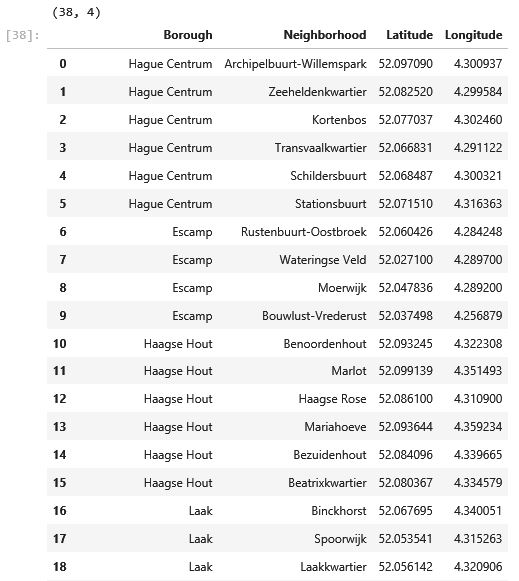 (38, 4)
[38]:
Borough Neighborhood Latitude Longitude
0 Hague Centrum Archipelbuurt-Willemspark 52.097090 4.300937
1 Hague Centrum Zeeheldenkwartier 52.082520 4.299584
2 Hague Centrum Kortenbos 52.077037 4.302460
3 Hague Centrum Transvaalkwartier 52.066831 4.291122
4 Hague Centrum Schildersbuurt 52.068487 4.300321
5 Hague Centrum Stationsbuurt 52.071510 4.316363
6 Escamp Rustenbuurt-Oostbroek 52.060426 4.284248
7 Escamp Wateringse Veld 52.027100 4.289700
8 Escamp Moerwijk 52.047836 4.289200
9 Escamp Bouwlust-Vrederust 52.037498 4.256879
10 Haagse Hout Benoordenhout 52.093245 4.322308
11 Haagse Hout Marlot 52.099139 4.351493
12 Haagse Hout Haagse Rose 52.086100 4.310900
13 Haagse Hout Mariahoeve 52.093644 4.359234
14 Haagse Hout Bezuidenhout 52.084096 4.339665
15 Haagse Hout Beatrixkwartier 52.080367 4.334579
16 Laak Binckhorst 52.067695 4.340051
17 Laak Spoorwijk 52.053541 4.315263
18 Laak Laakkwartier 52.056142 4.320906